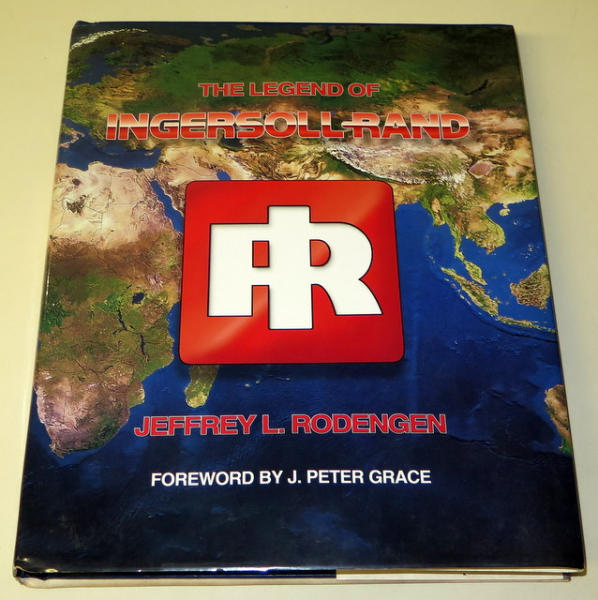 THE LEGEND OF
INGERSOLL-RAND
IR
JEFFREY L. RODENGEN
FOREWORD BY J. PETER GRACE